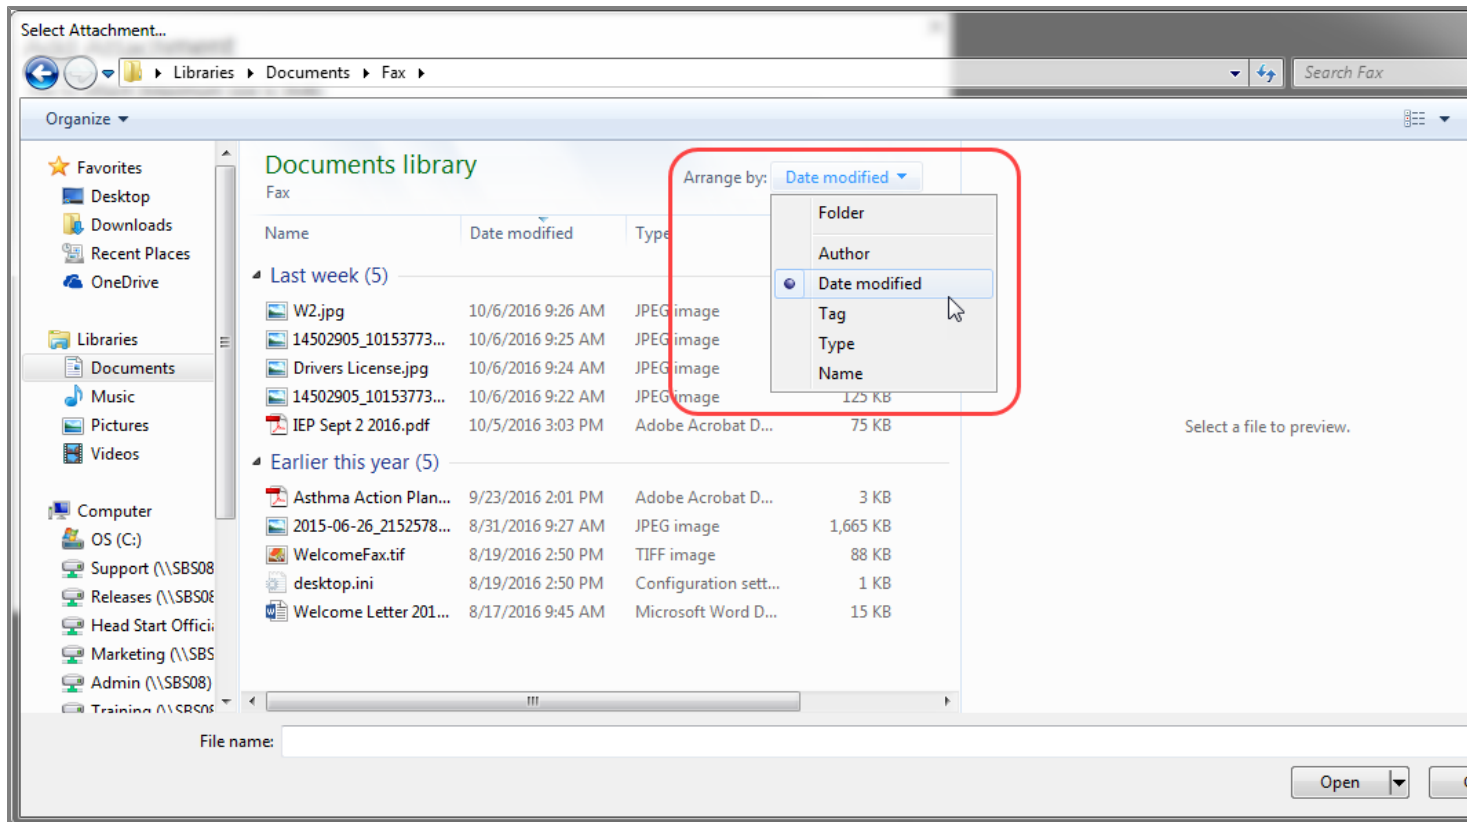 Select Attachment...
Libraries Documents Fax
Search Fax
Organize
Favorites
Desktop
Downloads
Recent Places
OneDrive
Libraries
Documents
Music
Pictures
Videos
Computer
OS (C:)
Support (\\SBS08
Releases (\\SBS08
Head Start Officia
Marketing (\\SBS
Admin (\\SBS08)
Training (\\SBS08
Documents library
Fax
Arrange by: Date modified
Folder
Author
Date modified
Tag
Type
Name
Name Date modified Type
Last week (5)
W2.jpg 10/6/2016 9:26 AM JPEG image
14502905_10153773... 10/6/2016 9:25 AM JPEG image
Drivers License.jpg 10/6/2016 9:24 AM JPEG image
14502905_10153773... 10/6/2016 9:22 AM JPEG image 125 KB
IEP Sept 2 2016.pdf 10/5/2016 3:03 PM Adobe Acrobat D... 75 KB
Earlier this year (5)
Asthma Action Plan... 9/23/2016 2:01 PM Adobe Acrobat D... 3 KB
2015-06-26_2152578... 8/31/2016 9:27 AM JPEG image 1,665 KB
WelcomeFax.tif 8/19/2016 2:50 PM TIFF image 88 KB
desktop.ini 8/19/2016 2:50 PM Configuration sett... 1 KB
Welcome Letter 201... 8/17/2016 9:45 AM Microsoft Word D... 15 KB
Select a file to preview.
File name:
Open